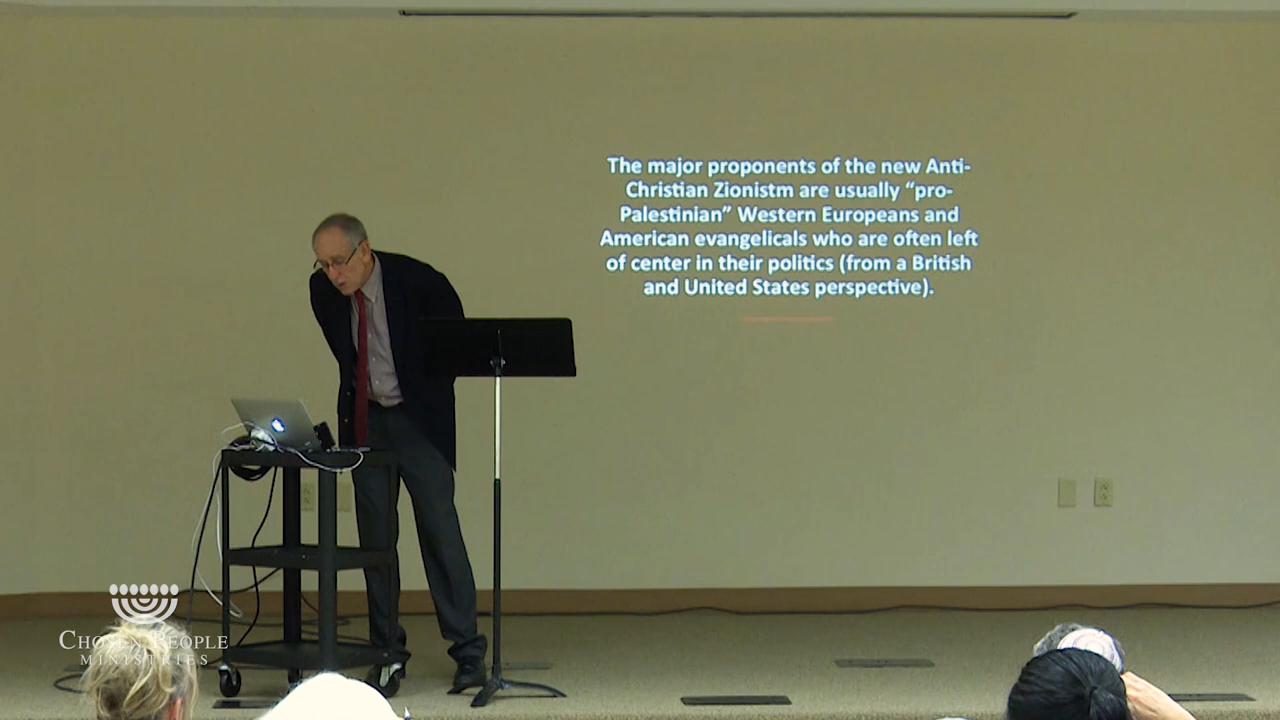 The major proponents of the new Anti-
Christian Zionistm are usually “pro-
Palestinian” Western Europeans and
American evangelicals who are often left
of center in their politics (from a British
and United States perspective).
CHOSEN PEOPLE
MINISTRIES